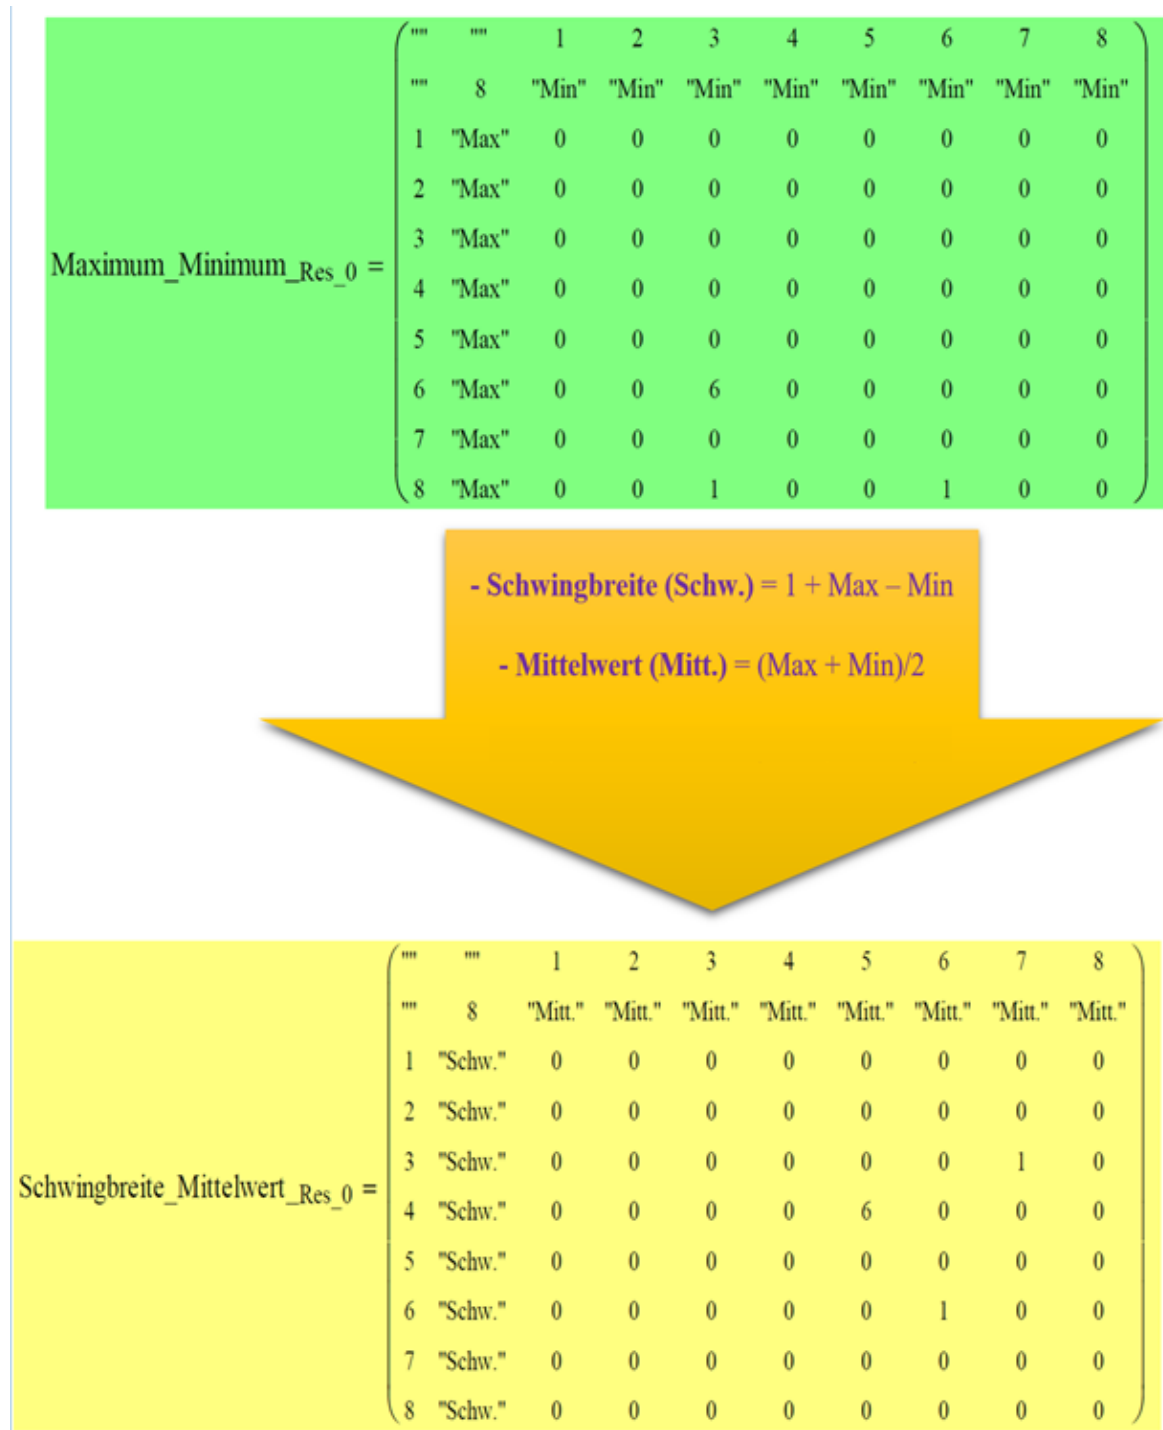 "" "" 1 2 3 4 5 6 7 8
"" 8 "Min" "Min" "Min" "Min" "Min" "Min" "Min" "Min"
1 "Max" 0 0 0 0 0 0 0 0
2 "Max" 0 0 0 0 0 0 0 0
3 "Max" 0 0 0 0 0 0 0 0
Maximum_Minimum_Res_0 =
4 "Max" 0 0 0 0 0 0 0 0
5 "Max" 0 0 0 0 0 0 0 0
6 "Max" 0 0 6 0 0 0 0 0
7 "Max" 0 0 0 0 0 0 0 0
8 "Max" 0 0 1 0 0 1 0 0
- Schwingbreite (Schw.) = 1 + Max – Min
- Mittelwert (Mitt.) = (Max + Min)/2
"" "" 1 2 3 4 5 6 7 8
"" 8 "Mitt." "Mitt." "Mitt." "Mitt." "Mitt." "Mitt." "Mitt." "Mitt."
1 "Schw." 0 0 0 0 0 0 0 0
2 "Schw." 0 0 0 0 0 0 0 0
3 "Schw." 0 0 0 0 0 0 1 0
Schwingbreite_Mittelwert_Res_0 =
4 "Schw." 0 0 0 0 6 0 0 0
5 "Schw." 0 0 0 0 0 0 0 0
6 "Schw." 0 0 0 0 0 1 0 0
7 "Schw." 0 0 0 0 0 0 0 0
8 "Schw." 0 0 0 0 0 0 0 0